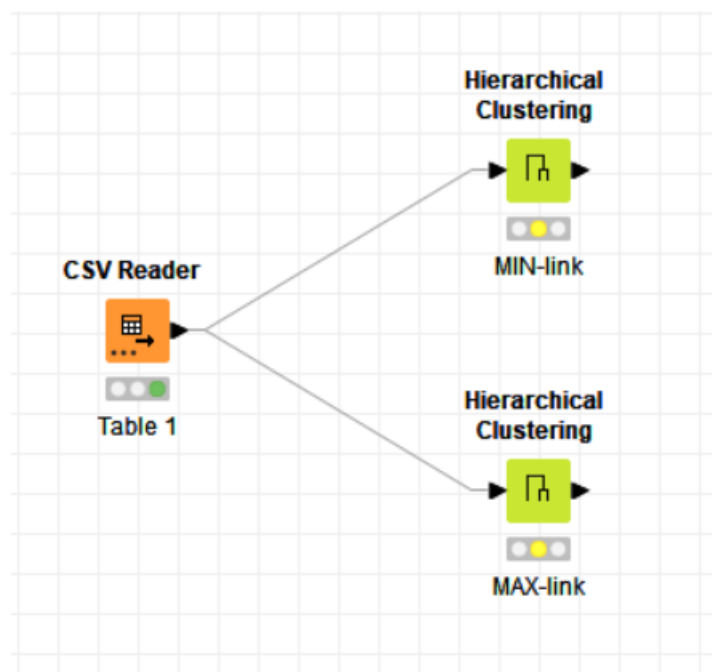 Hierarchical
Clustering
MIN-link
CSV Reader
Table 1
Hierarchical
Clustering
MAX-link